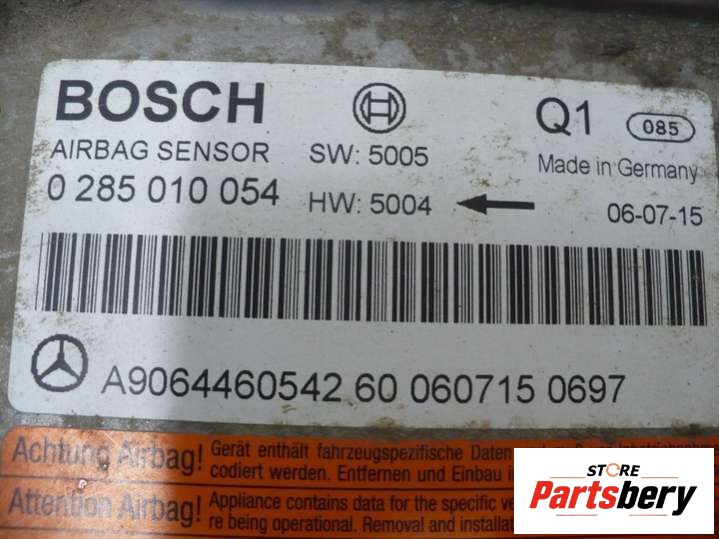 BOSCH Q1 085
AIRBAG SENSOR SW: 5005 Made in Germany
0 285 010 054 HW: 5004 06-07-15
A9064460542 60 060715 0697
Achtung Airbag! Gerät enthält fahrzeugspezifische Daten
codiert werden. Entfernen und Einbau
Attention Airbag! Appliance contains data for the specific
re being operational. Removal and
STORE
Partsbery